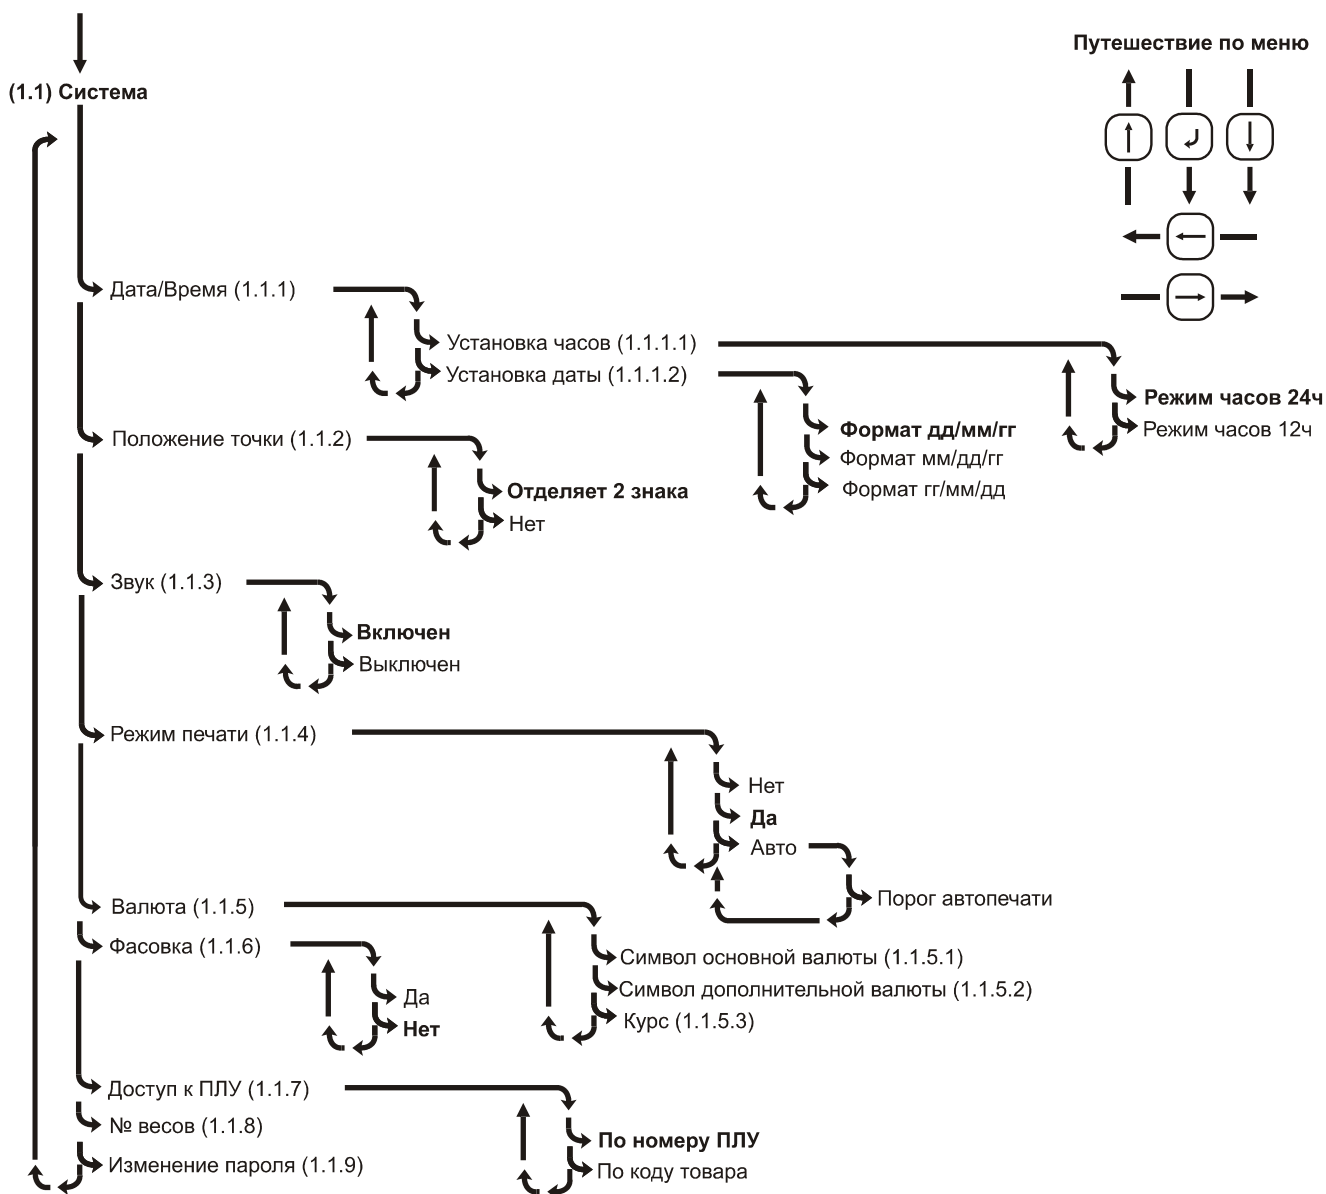 Путешествие по меню
(1.1) Система
Дата/Время (1.1.1)
Установка часов (1.1.1.1)
Установка даты (1.1.1.2)
Режим часов 24ч
Режим часов 12ч
Формат дд/мм/гг
Формат мм/дд/гг
Формат гг/мм/дд
Положение точки (1.1.2)
Отделяет 2 знака
Нет
Звук (1.1.3)
Включен
Выключен
Режим печати (1.1.4)
Нет
Да
Авто
Порог автопечати
Валюта (1.1.5)
Символ основной валюты (1.1.5.1)
Символ дополнительной валюты (1.1.5.2)
Курс (1.1.5.3)
Фасовка (1.1.6)
Да
Нет
Доступ к ПЛУ (1.1.7)
По номеру ПЛУ
По коду товара
№ весов (1.1.8)
Изменение пароля (1.1.9)